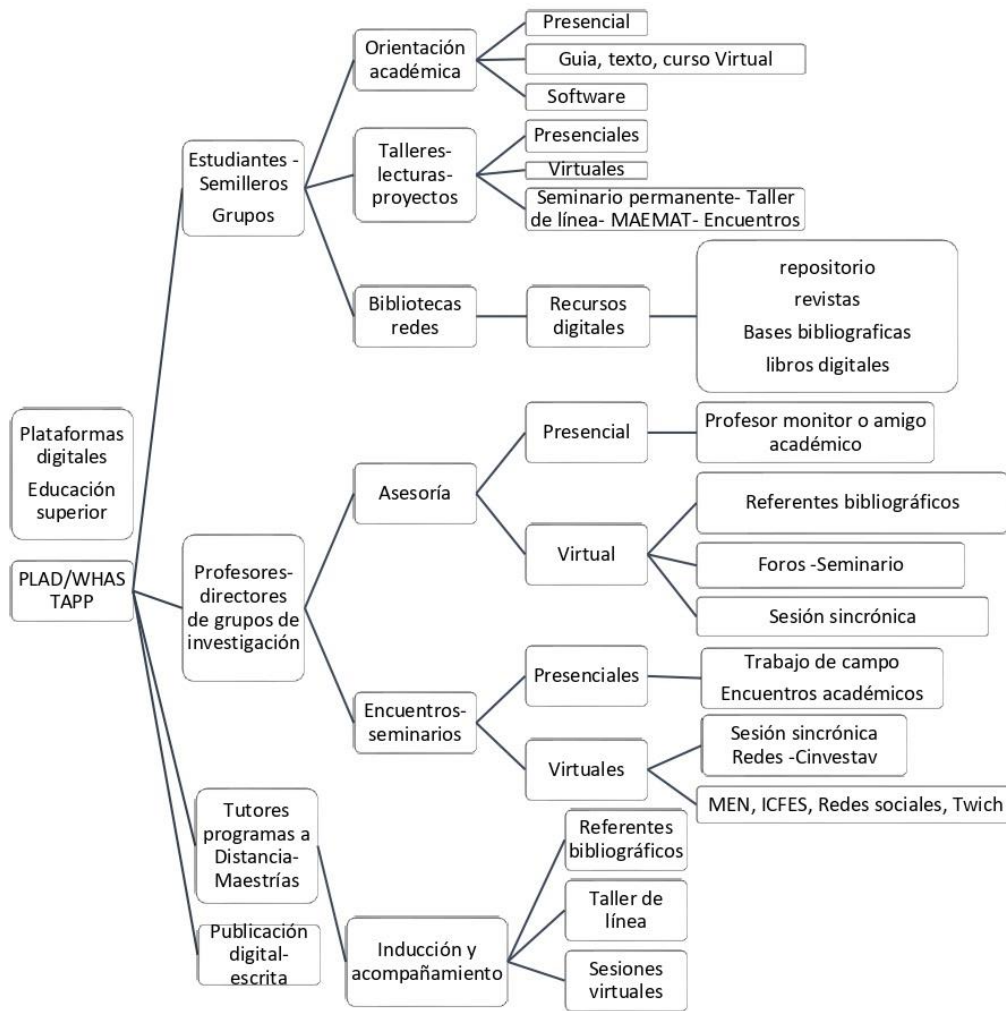 Presencial
Orientación
académica
Guia, texto, curso Virtual
Software
Estudiantes -
Semilleros
Grupos
Talleres-
lecturas-
proyectos
Presenciales
Virtuales
Seminario permanente- Taller
de línea- MAEMAT- Encuentros
Bibliotecas
redes
Recursos
digitales
repositorio
revistas
Bases bibliograficas
libros digitales
Plataformas
digitales
Educación
superior
PLAD/WHAS
TAPP
Profesores-
directores
de grupos de
investigación
Asesoría
Presencial
Profesor monitor o amigo
académico
Virtual
Referentes bibliográficos
Foros -Seminario
Sesión sincrónica
Encuentros-
seminarios
Presenciales
Trabajo de campo
Encuentros académicos
Virtuales
Sesión sincrónica
Redes -Cinvestav
MEN, ICFES, Redes sociales, Twich
Tutores
programas a
Distancia-
Maestrías
Inducción y
acompañamiento
Referentes
bibliográficos
Taller de
línea
Sesiones
virtuales
Publicación
digital-
escrita